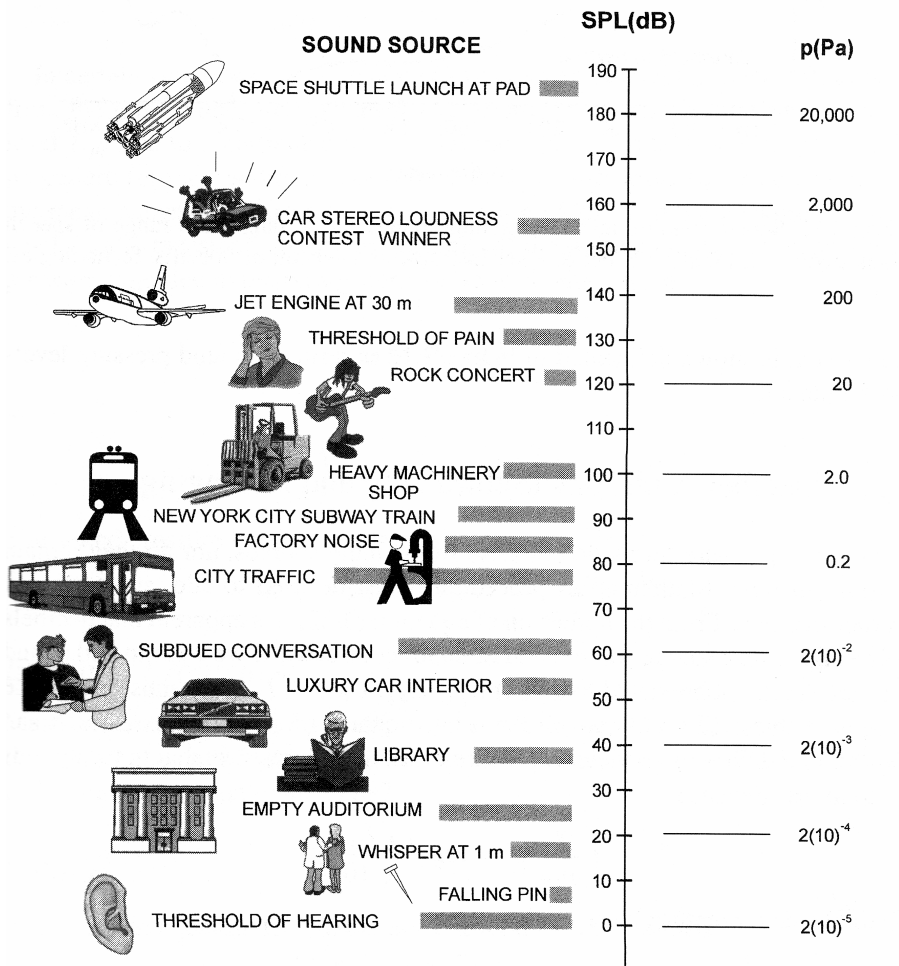 SPL(dB)
SOUND SOURCE
p(Pa)
190
SPACE SHUTTLE LAUNCH AT PAD
180
20,000
170
160
2,000
CAR STEREO LOUDNESS
CONTEST WINNER
150
JET ENGINE AT 30 m
140
200
THRESHOLD OF PAIN
130
ROCK CONCERT
120
20
110
HEAVY MACHINERY
SHOP
100
2.0
NEW YORK CITY SUBWAY TRAIN
90
FACTORY NOISE
CITY TRAFFIC
80
0.2
70
SUBDUED CONVERSATION
60
2(10)⁻²
LUXURY CAR INTERIOR
50
LIBRARY
40
2(10)⁻³
30
EMPTY AUDITORIUM
20
2(10)⁻⁴
WHISPER AT 1 m
10
FALLING PIN
THRESHOLD OF HEARING
0
2(10)⁻⁵